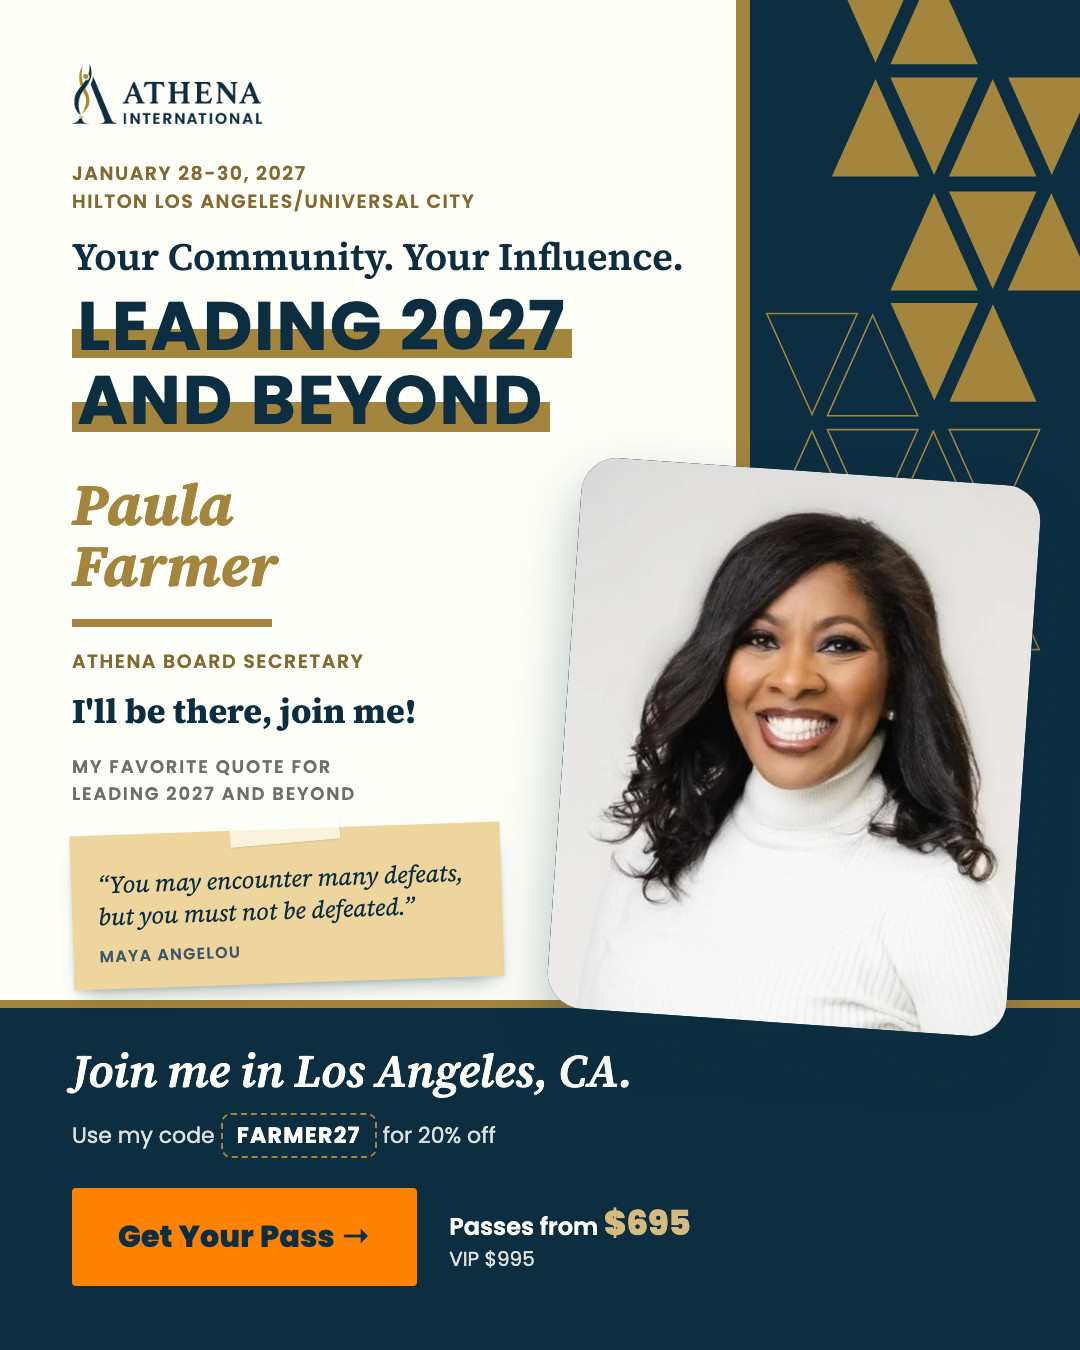 ATHENA
INTERNATIONAL
JANUARY 28-30, 2027
HILTON LOS ANGELES/UNIVERSAL CITY
Your Community. Your Influence.
LEADING 2027
AND BEYOND
Paula
Farmer
ATHENA BOARD SECRETARY
I'll be there, join me!
MY FAVORITE QUOTE FOR
LEADING 2027 AND BEYOND
“You may encounter many defeats,
but you must not be defeated.”
MAYA ANGELOU
Join me in Los Angeles, CA.
Use my code FARMER27 for 20% off
Get Your Pass →
Passes from $695
VIP $995